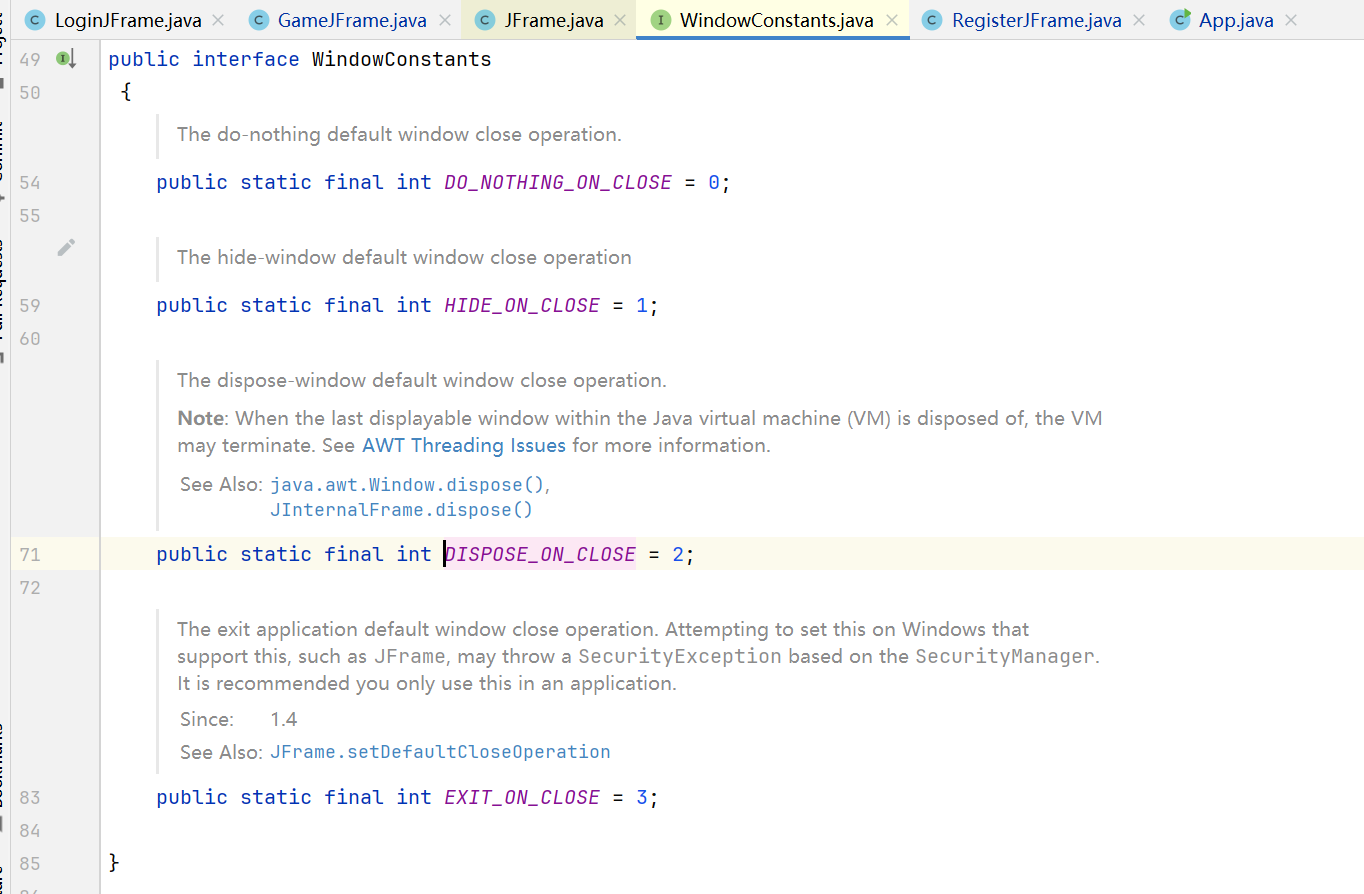 LoginJFrame.java GameJFrame.java JFrame.java WindowConstants.java RegisterJFrame.java App.java
49 public interface WindowConstants
50 {
The do-nothing default window close operation.
54 public static final int DO_NOTHING_ON_CLOSE = 0;
55
The hide-window default window close operation
59 public static final int HIDE_ON_CLOSE = 1;
60
The dispose-window default window close operation.
Note: When the last displayable window within the Java virtual machine (VM) is disposed of, the VM
may terminate. See AWT Threading Issues for more information.
See Also: java.awt.Window.dispose(),
JInternalFrame.dispose()
71 public static final int DISPOSE_ON_CLOSE = 2;
72
The exit application default window close operation. Attempting to set this on Windows that
support this, such as JFrame, may throw a SecurityException based on the SecurityManager.
It is recommended you only use this in an application.
Since: 1.4
See Also: JFrame.setDefaultCloseOperation
83 public static final int EXIT_ON_CLOSE = 3;
84
85 }